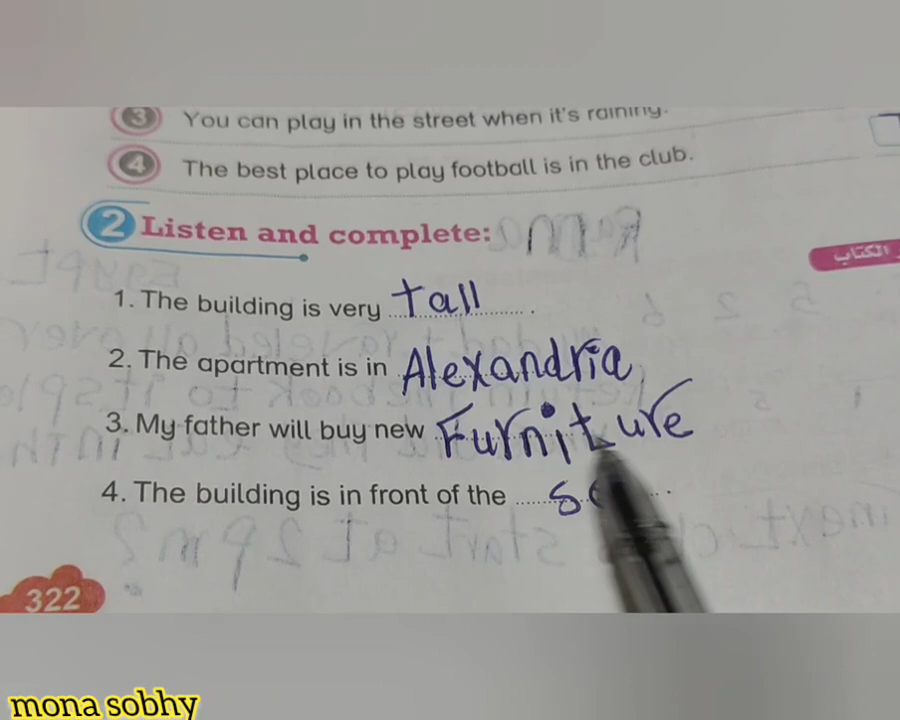 3 You can play in the street when it's raining.
4 The best place to play football is in the club.
2 Listen and complete:
الكتاب
1. The building is very tall.
2. The apartment is in Alexandria
3. My father will buy new Furniture
4. The building is in front of the
322
mona sobhy